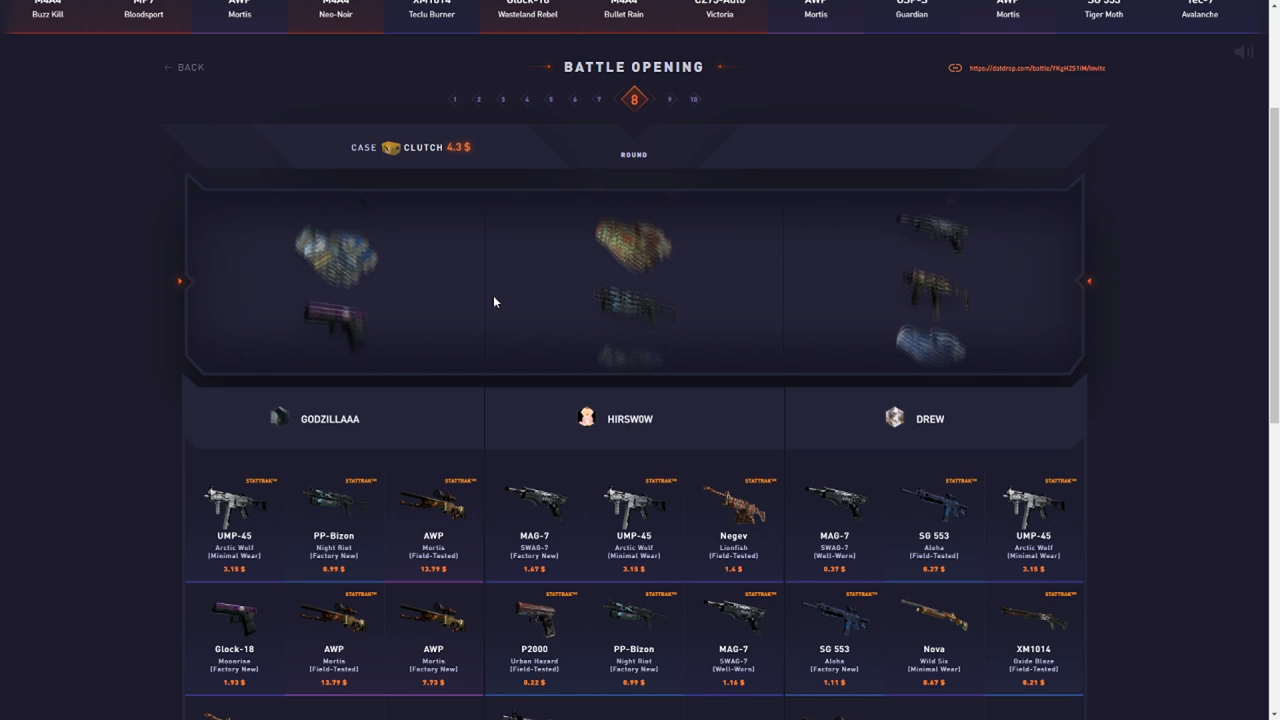 M4A4 MP7 AWP M4A4 XM1014 Glock-18 M4A4 CZ75-Auto AWP USP-S AWP SG 553 Tec-7
Buzz Kill Bloodsport Mortis Neo-Noir Teclu Burner Wasteland Rebel Bullet Rain Victoria Mortis Guardian Mortis Tiger Moth Avalanche
← BACK
BATTLE OPENING
https://datdrop.com/battle/YKgHZS1IM/invite
1 2 3 4 5 6 7 8 9 10
CASE CLUTCH 4.3 $
ROUND
GODZILLAAA HIRSW0W DREW
STATTRAK™ STATTRAK™ STATTRAK™ STATTRAK™ STATTRAK™ STATTRAK™ STATTRAK™
UMP-45 PP-Bizon AWP MAG-7 UMP-45 Negev MAG-7 SG 553 UMP-45
Arctic Wolf Night Riot Mortis SWAG-7 Arctic Wolf Lionfish SWAG-7 Aloha Arctic Wolf
(Minimal Wear) (Factory New) (Field-Tested) (Factory New) (Minimal Wear) (Field-Tested) (Well-Worn) (Field-Tested) (Minimal Wear)
3.15 $ 0.99 $ 13.79 $ 1.67 $ 3.15 $ 1.4 $ 0.37 $ 0.27 $ 3.15 $
STATTRAK™ STATTRAK™ STATTRAK™ STATTRAK™ STATTRAK™ STATTRAK™ STATTRAK™
Glock-18 AWP AWP P2000 PP-Bizon MAG-7 SG 553 Nova XM1014
Moonrise Mortis Mortis Urban Hazard Night Riot SWAG-7 Aloha Wild Six Oxide Blaze
(Factory New) (Field-Tested) (Factory New) (Field-Tested) (Factory New) (Well-Worn) (Factory New) (Minimal Wear) (Field-Tested)
1.93 $ 13.79 $ 7.73 $ 0.22 $ 0.99 $ 1.16 $ 1.11 $ 0.67 $ 0.21 $